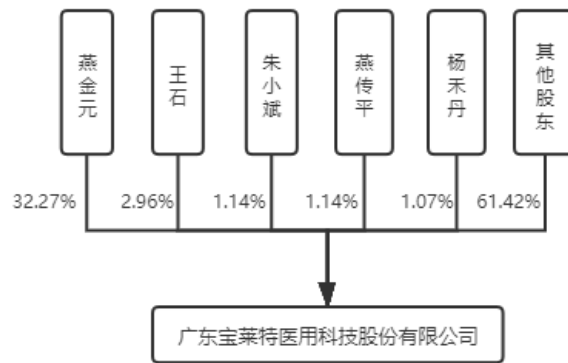 燕金元
王石
朱小斌
燕传平
杨禾丹
其他股东
32.27%
2.96%
1.14%
1.14%
1.07%
61.42%
广东宝莱特医用科技股份有限公司